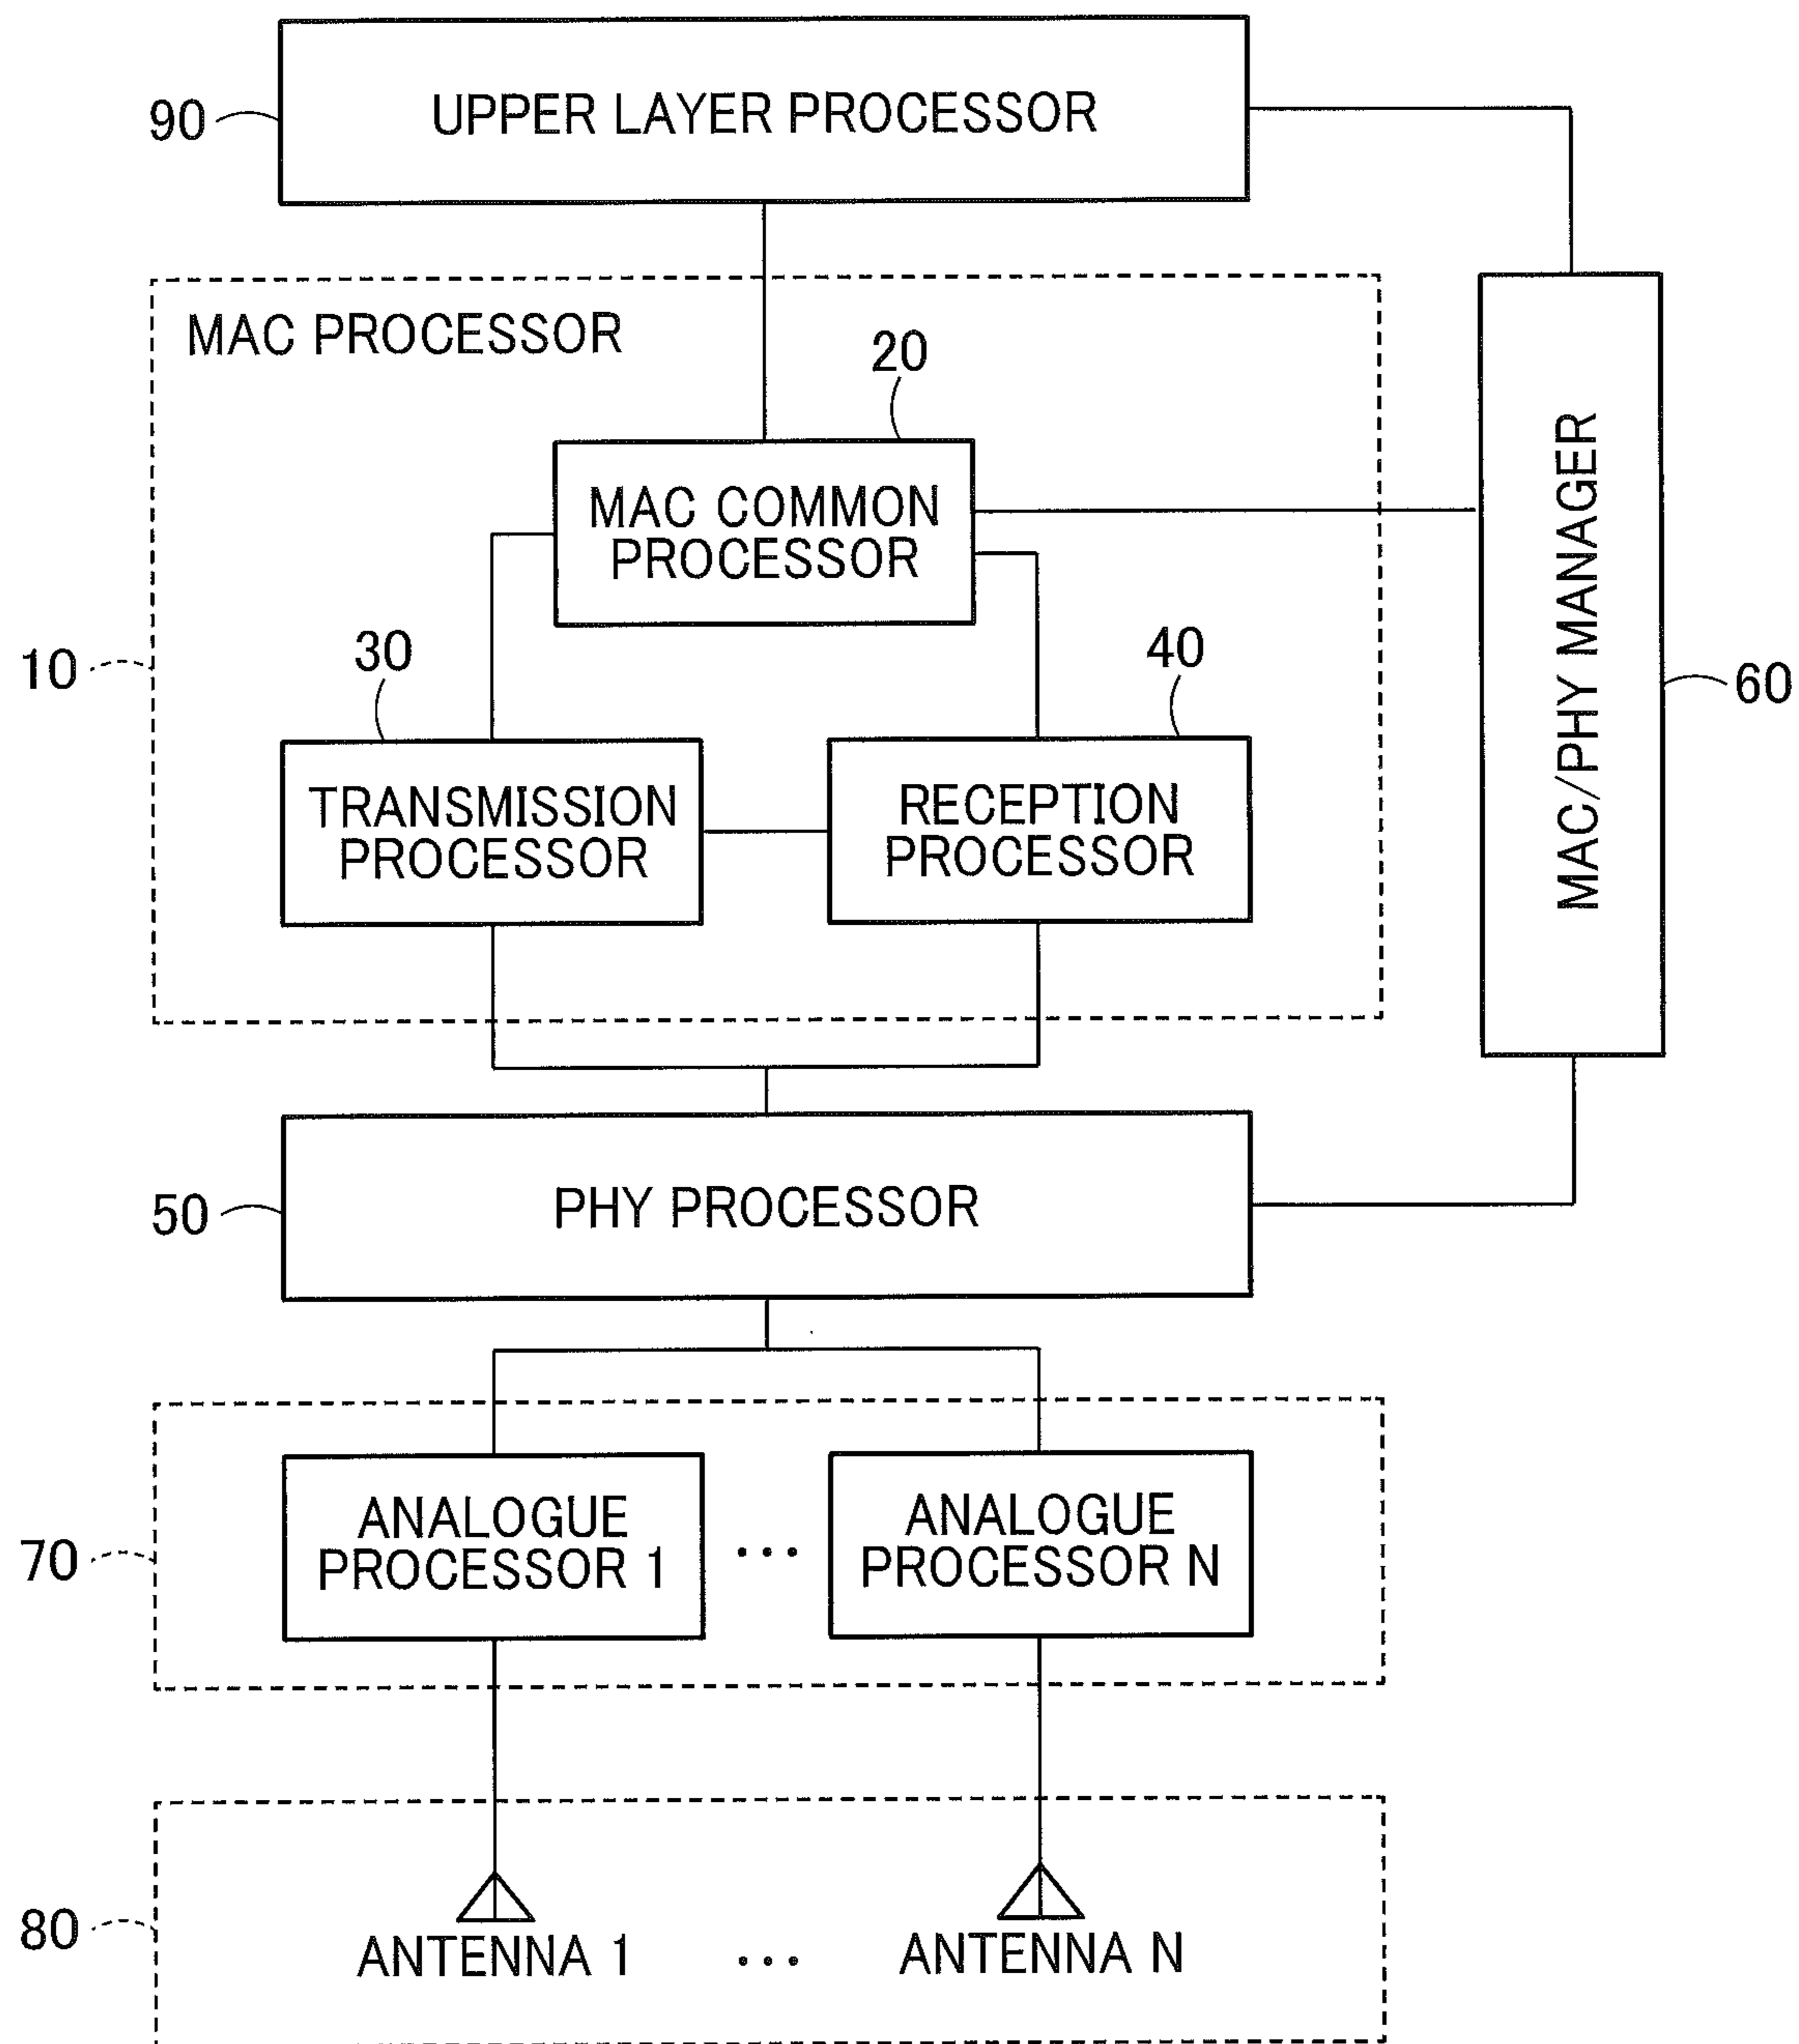 90
UPPER LAYER PROCESSOR
MAC PROCESSOR
20
MAC COMMON
PROCESSOR
10
30
40
TRANSMISSION
PROCESSOR
RECEPTION
PROCESSOR
MAC/PHY MANAGER
60
50
PHY PROCESSOR
70
ANALOGUE
PROCESSOR 1
...
ANALOGUE
PROCESSOR N
80
ANTENNA 1
...
ANTENNA N